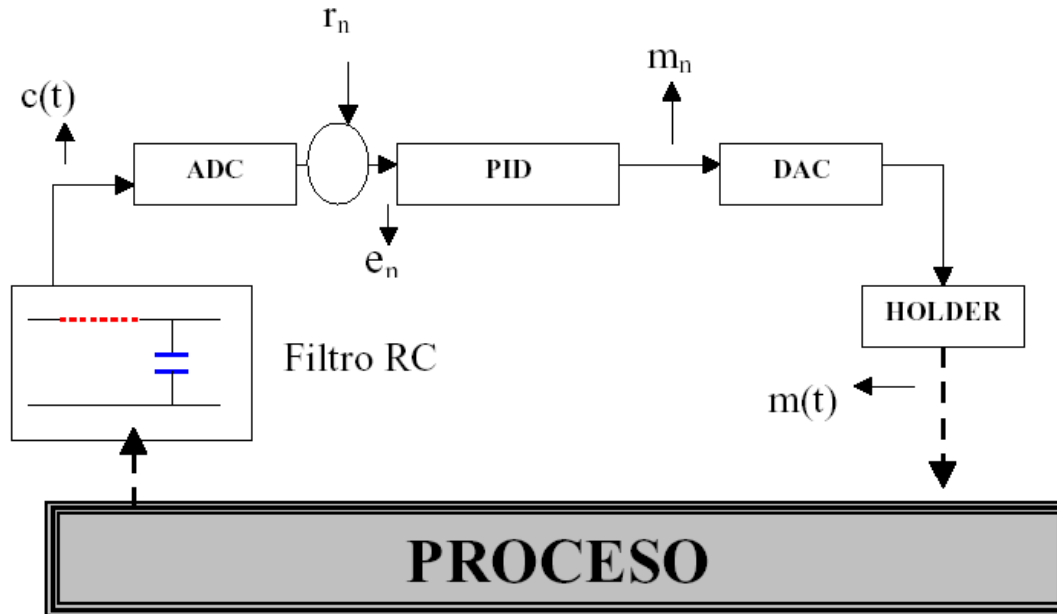 rₙ
mₙ
c(t)
ADC
PID
DAC
eₙ
HOLDER
Filtro RC
m(t)
PROCESO